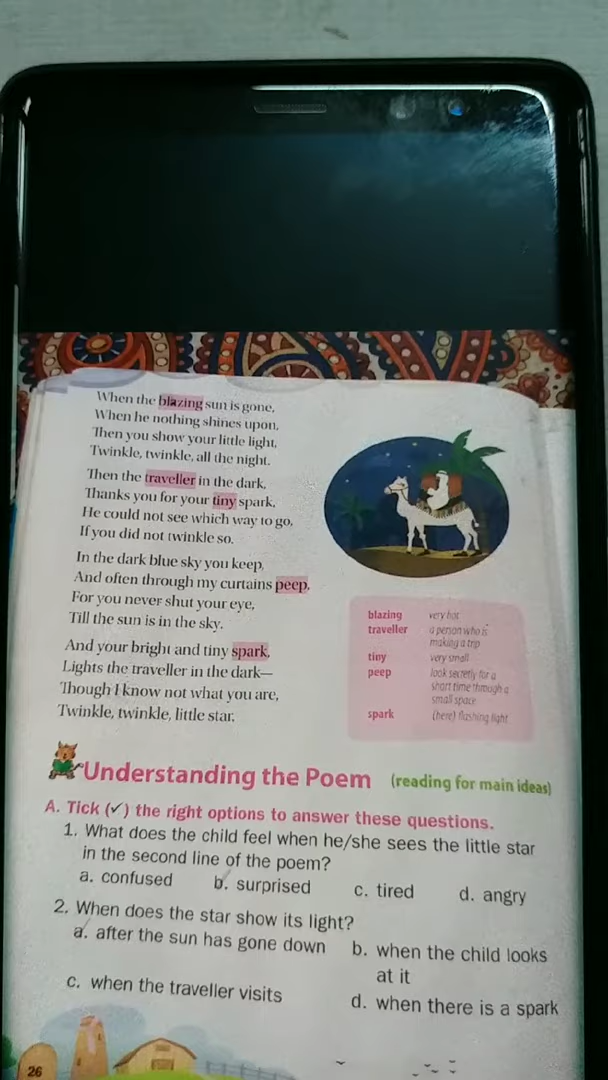 When the blazing sun is gone,
When he nothing shines upon,
Then you show your little light,
Twinkle, twinkle, all the night.
Then the traveller in the dark,
Thanks you for your tiny spark,
He could not see which way to go,
If you did not twinkle so.
In the dark blue sky you keep,
And often through my curtains peep,
For you never shut your eye,
Till the sun is in the sky.
And your bright and tiny spark,
Lights the traveller in the dark—
Though I know not what you are,
Twinkle, twinkle, little star.
blazing very hot
traveller a person who is
making a trip
tiny very small
peep look secretly for a
short time through a
small space
spark (here) flashing light
Understanding the Poem (reading for main ideas)
A. Tick (✓) the right options to answer these questions.
1. What does the child feel when he/she sees the little star
in the second line of the poem?
a. confused b. surprised c. tired d. angry
2. When does the star show its light?
a. after the sun has gone down b. when the child looks
at it
c. when the traveller visits d. when there is a spark
26